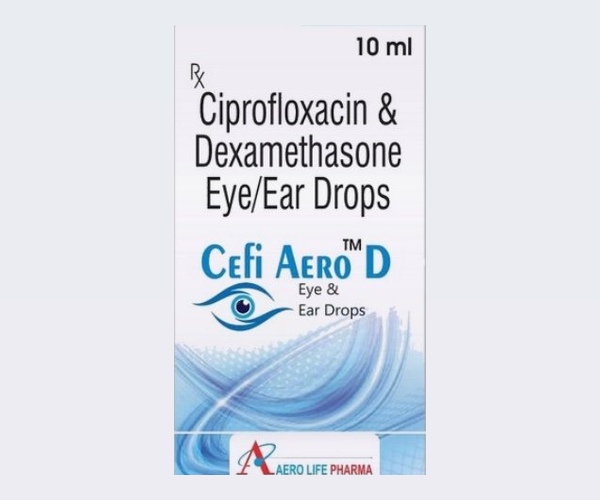 10 ml
Rx
Ciprofloxacin &
Dexamethasone
Eye/Ear Drops
Cefi Aero™ D
Eye &
Ear Drops
AERO LIFE PHARMA